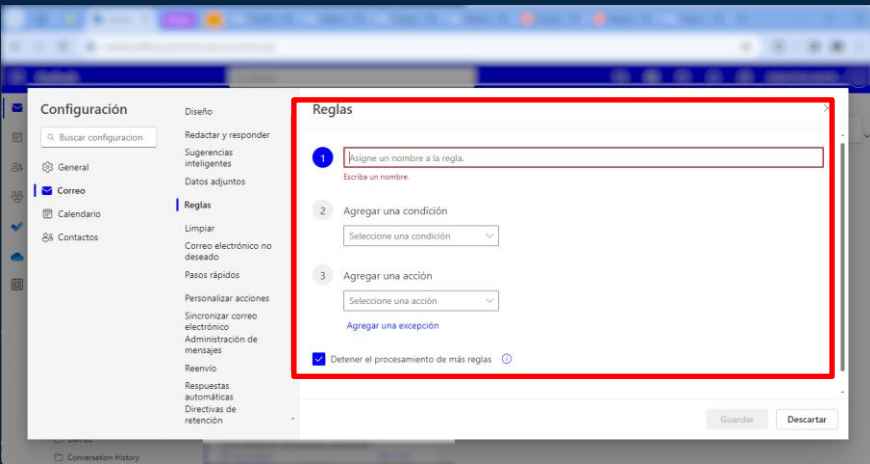 Configuración
Buscar configuracion
General
Correo
Calendario
Contactos
Diseño
Redactar y responder
Sugerencias
inteligentes
Datos adjuntos
Reglas
Limpiar
Correo electrónico no
deseado
Pasos rápidos
Personalizar acciones
Sincronizar correo
electrónico
Administración de
mensajes
Reenvío
Respuestas
automáticas
Directivas de
retención
Reglas
1
Asigne un nombre a la regla.
Escriba un nombre.
2 Agregar una condición
Seleccione una condición
3 Agregar una acción
Seleccione una acción
Agregar una excepción
Detener el procesamiento de más reglas
Guardar Descartar
Conversation History